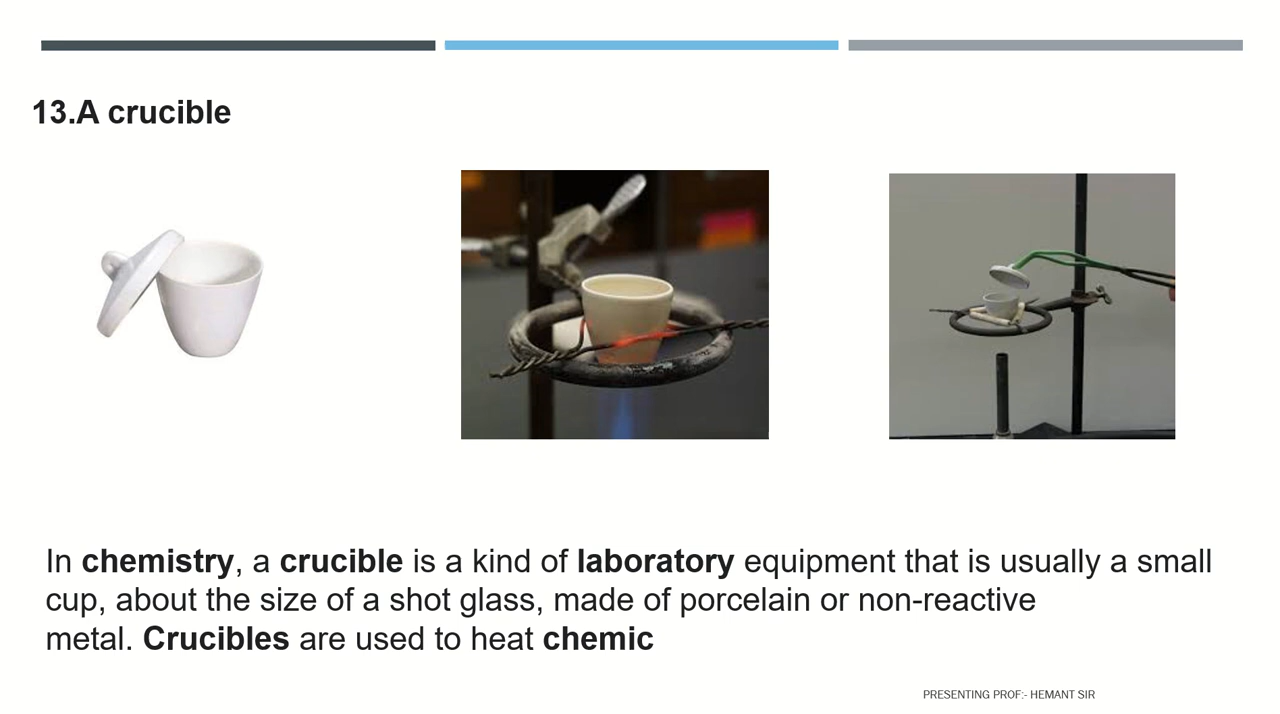 13.A crucible
In chemistry, a crucible is a kind of laboratory equipment that is usually a small
cup, about the size of a shot glass, made of porcelain or non-reactive
metal. Crucibles are used to heat chemic
PRESENTING PROF:- HEMANT SIR